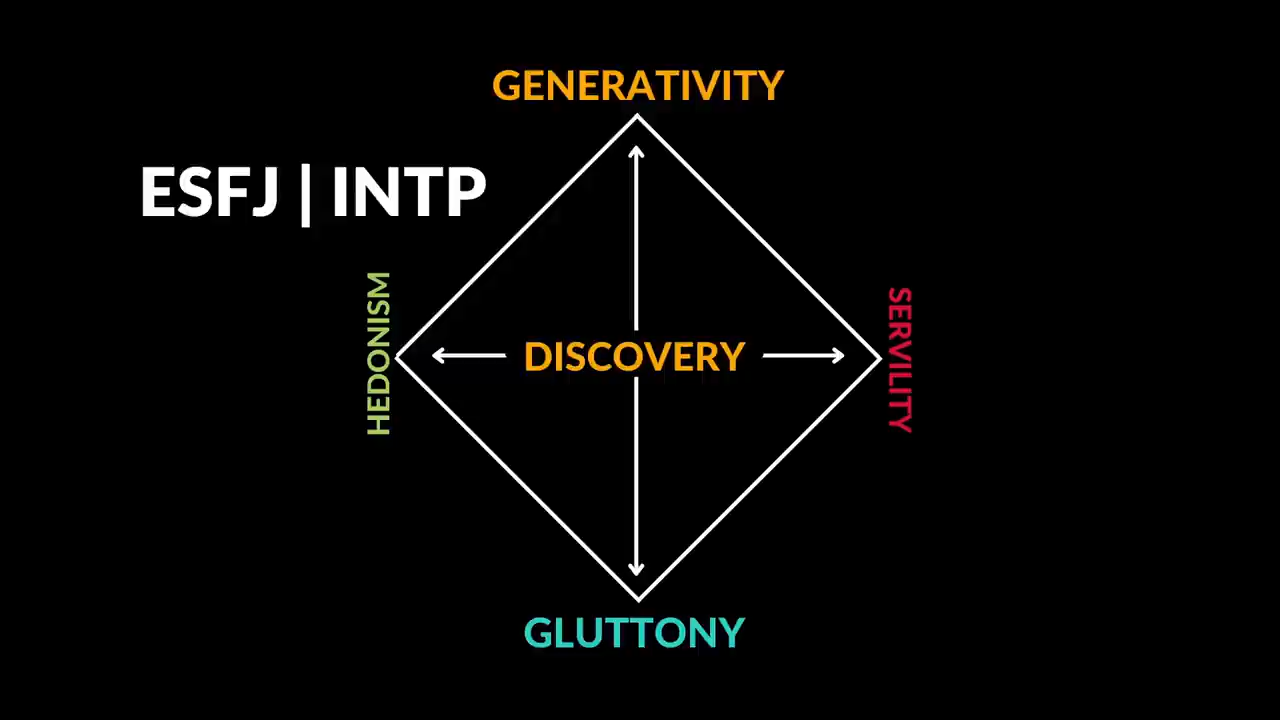 GENERATIVITY
ESFJ | INTP
HEDONISM
DISCOVERY
SERVILITY
GLUTTONY